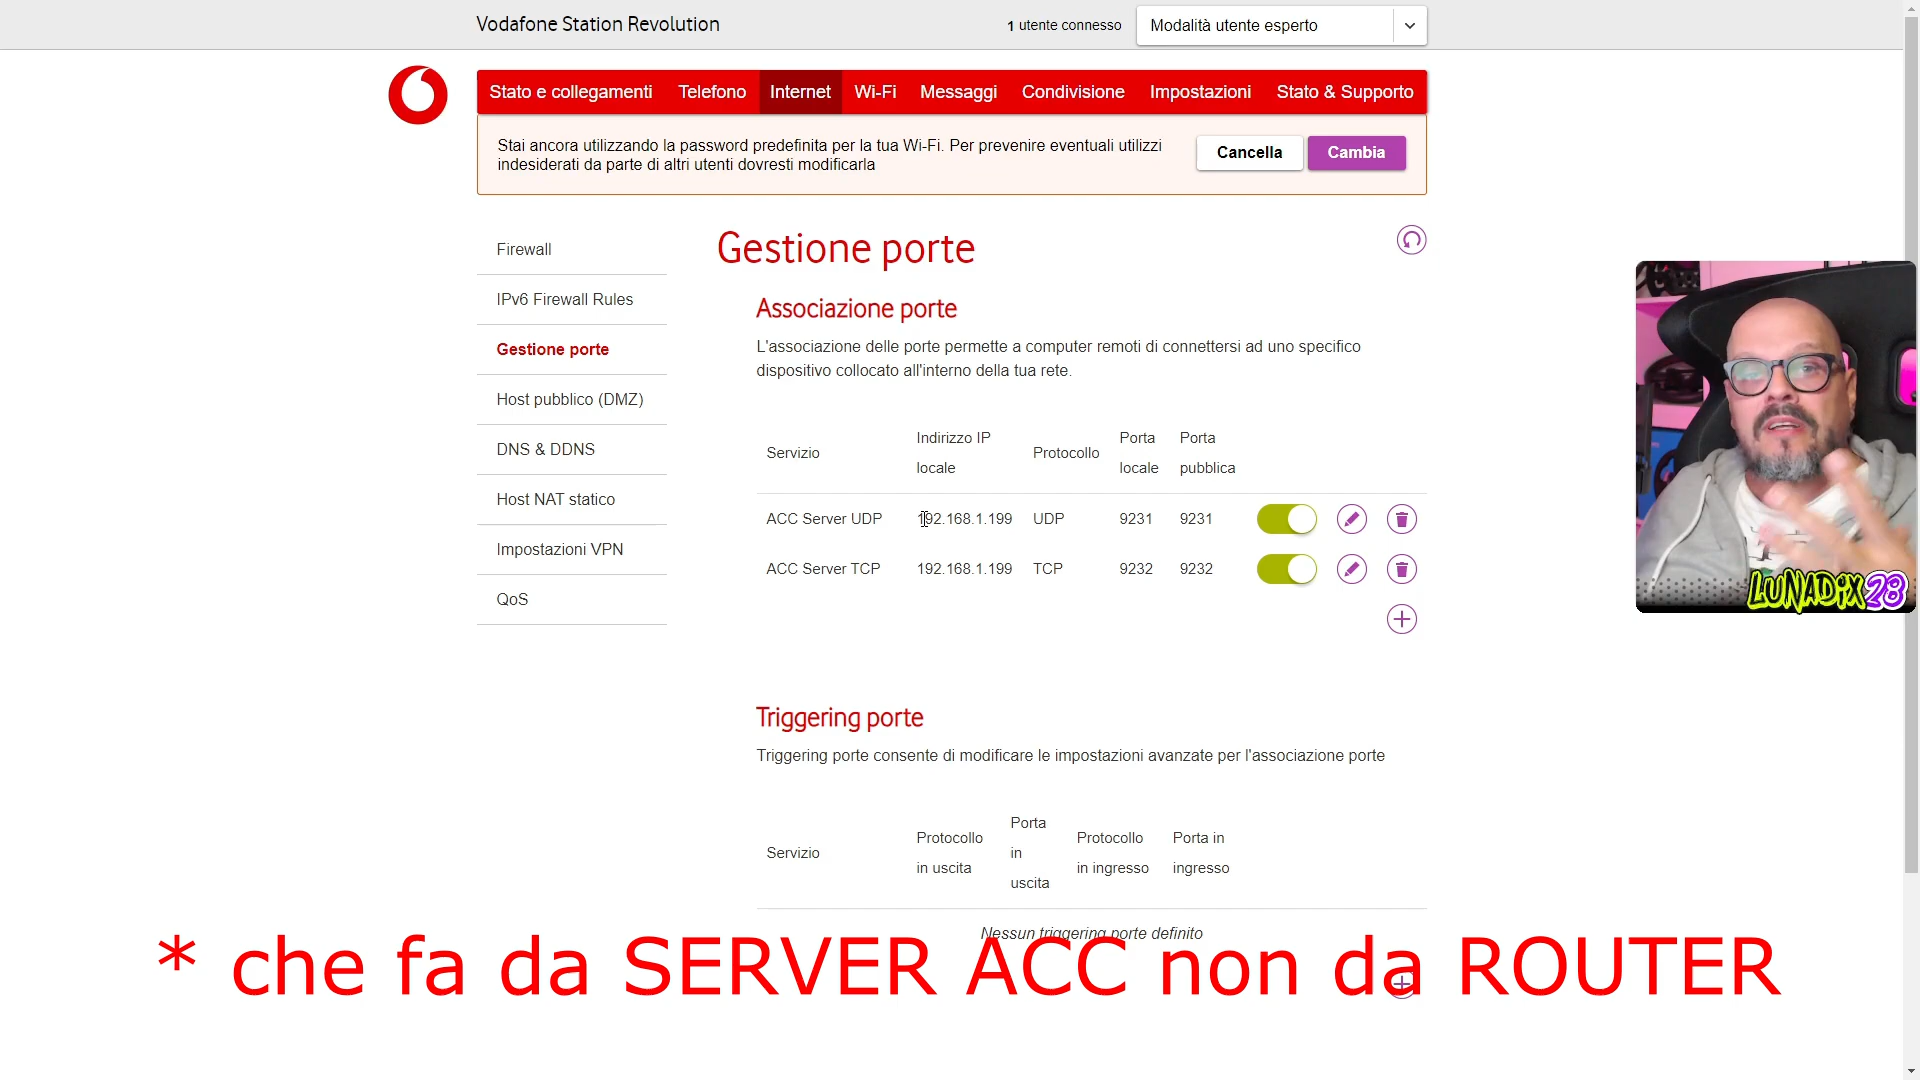 Vodafone Station Revolution
1 utente connesso
Modalità utente esperto
Stato e collegamenti
Telefono
Internet
Wi-Fi
Messaggi
Condivisione
Impostazioni
Stato & Supporto
Stai ancora utilizzando la password predefinita per la tua Wi-Fi. Per prevenire eventuali utilizzi
indesiderati da parte di altri utenti dovresti modificarla
Cancella
Cambia
Firewall
IPv6 Firewall Rules
Gestione porte
Host pubblico (DMZ)
DNS & DDNS
Host NAT statico
Impostazioni VPN
QoS
Gestione porte
Associazione porte
L'associazione delle porte permette a computer remoti di connettersi ad uno specifico
dispositivo collocato all'interno della tua rete.
Servizio
Indirizzo IP
locale
Protocollo
Porta
locale
Porta
pubblica
ACC Server UDP 192.168.1.199 UDP 9231 9231
ACC Server TCP 192.168.1.199 TCP 9232 9232
Triggering porte
Triggering porte consente di modificare le impostazioni avanzate per l'associazione porte
Servizio
Protocollo
in uscita
Porta
in
uscita
Protocollo
in ingresso
Porta in
ingresso
Nessun triggering porte definito
* che fa da SERVER ACC non da ROUTER
LUNADIX28